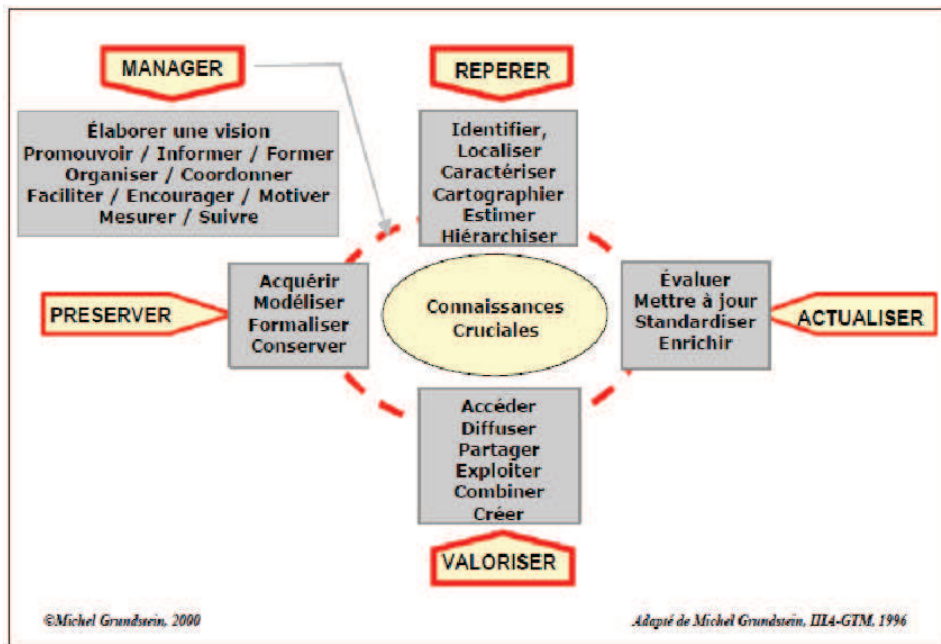 MANAGER
Élaborer une vision
Promouvoir / Informer / Former
Organiser / Coordonner
Faciliter / Encourager / Motiver
Mesurer / Suivre
REPERER
Identifier,
Localiser
Caractériser
Cartographier
Estimer
Hiérarchiser
PRESERVER
Acquérir
Modéliser
Formaliser
Conserver
Connaissances
Cruciales
Évaluer
Mettre à jour
Standardiser
Enrichir
ACTUALISER
Accéder
Diffuser
Partager
Exploiter
Combiner
Créer
VALORISER
©Michel Grundstein, 2000
Adapté de Michel Grundstein, IIIA-GTM, 1996